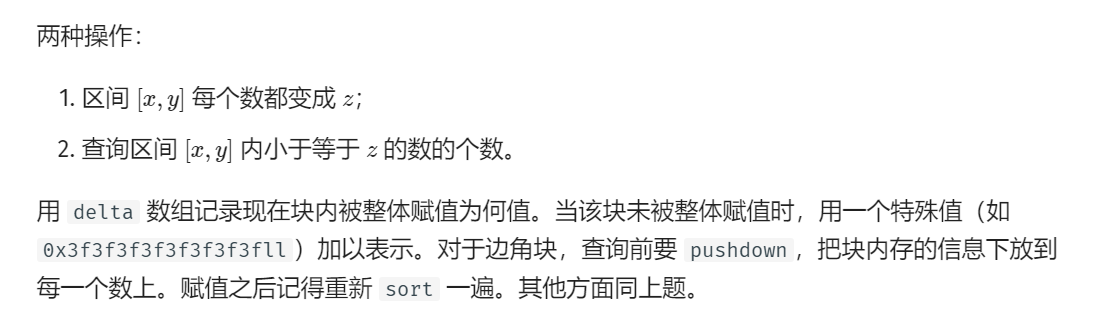 两种操作：
1. 区间 [x, y] 每个数都变成 z；
2. 查询区间 [x, y] 内小于等于 z 的数的个数。
用 delta 数组记录现在块内被整体赋值为何值。当该块未被整体赋值时，用一个特殊值（如
0x3f3f3f3f3f3f3f3fll）加以表示。对于边角块，查询前要 pushdown，把块内存的信息下放到
每一个数上。赋值之后记得重新 sort 一遍。其他方面同上题。